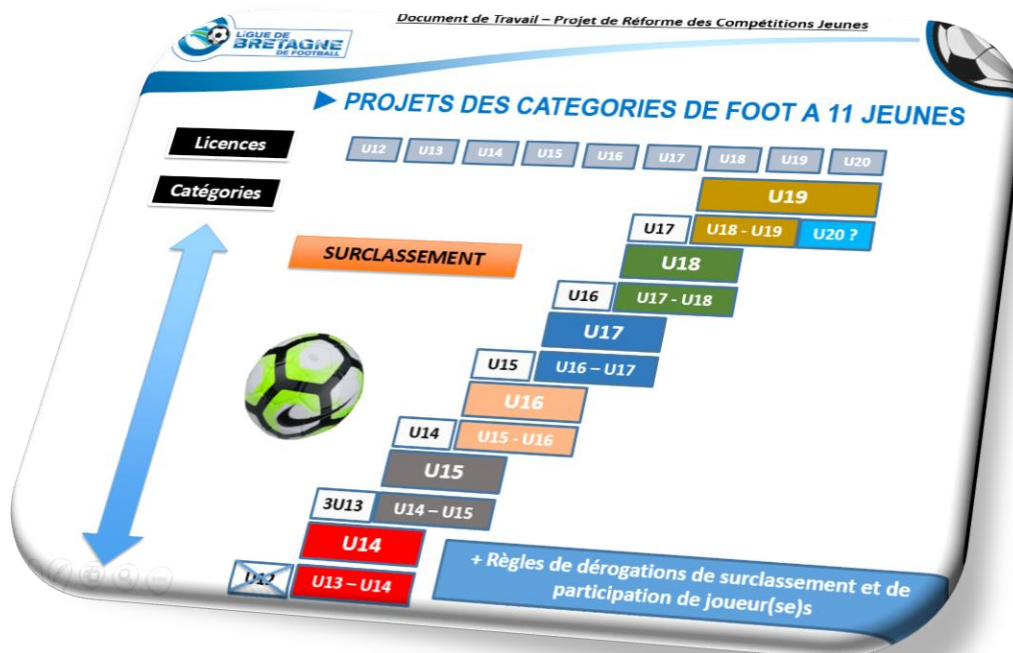 Document de Travail – Projet de Réforme des Compétitions Jeunes
LIGUE DE
BRETAGNE
DE FOOTBALL
PROJETS DES CATEGORIES DE FOOT A 11 JEUNES
Licences
U12 U13 U14 U15 U16 U17 U18 U19 U20
Catégories
U19
U17 U18 - U19 U20 ?
SURCLASSEMENT
U18
U16 U17 - U18
U17
U15 U16 – U17
U16
U14 U15 - U16
U15
3U13 U14 – U15
U14
U12 U13 – U14
+ Règles de dérogations de surclassement et de
participation de joueur(se)s